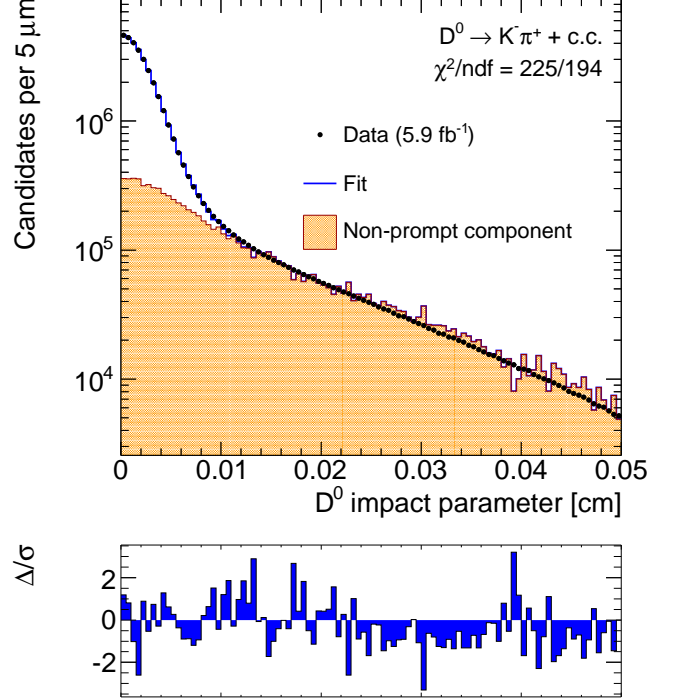 Candidates per 5 μm
D⁰ → K⁻π⁺ + c.c.
χ²/ndf = 225/194
10⁶
Data (5.9 fb⁻¹)
Fit
Non-prompt component
10⁵
10⁴
0 0.01 0.02 0.03 0.04 0.05
D⁰ impact parameter [cm]
Δ/σ
2
0
-2